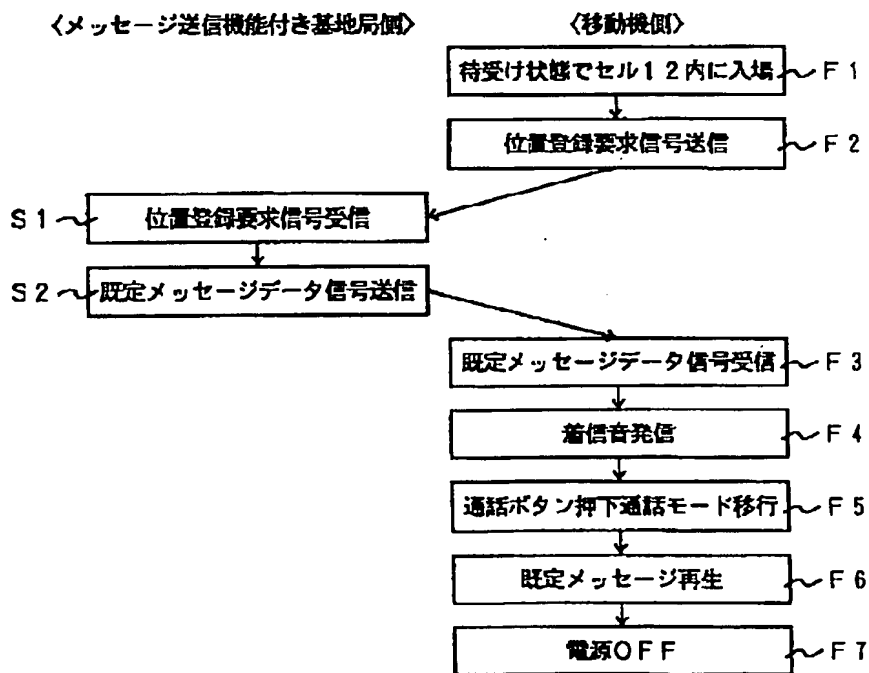 〈メッセージ送信機能付き基地局側〉
〈移動機側〉
待受け状態でセル12内に入場 F1
位置登録要求信号送信 F2
S1 位置登録要求信号受信
S2 既定メッセージデータ信号送信
既定メッセージデータ信号受信 F3
着信音発信 F4
通話ボタン押下通話モード移行 F5
既定メッセージ再生 F6
電源OFF F7